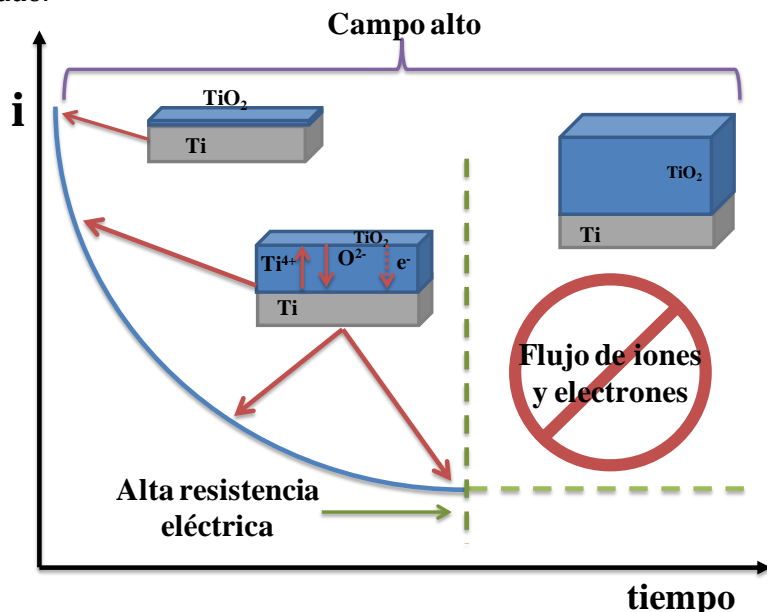 Campo alto
i
TiO2
Ti
TiO2
Ti4+
O2-
e-
Ti
TiO2
Ti
Flujo de iones
y electrones
Alta resistencia
eléctrica
tiempo